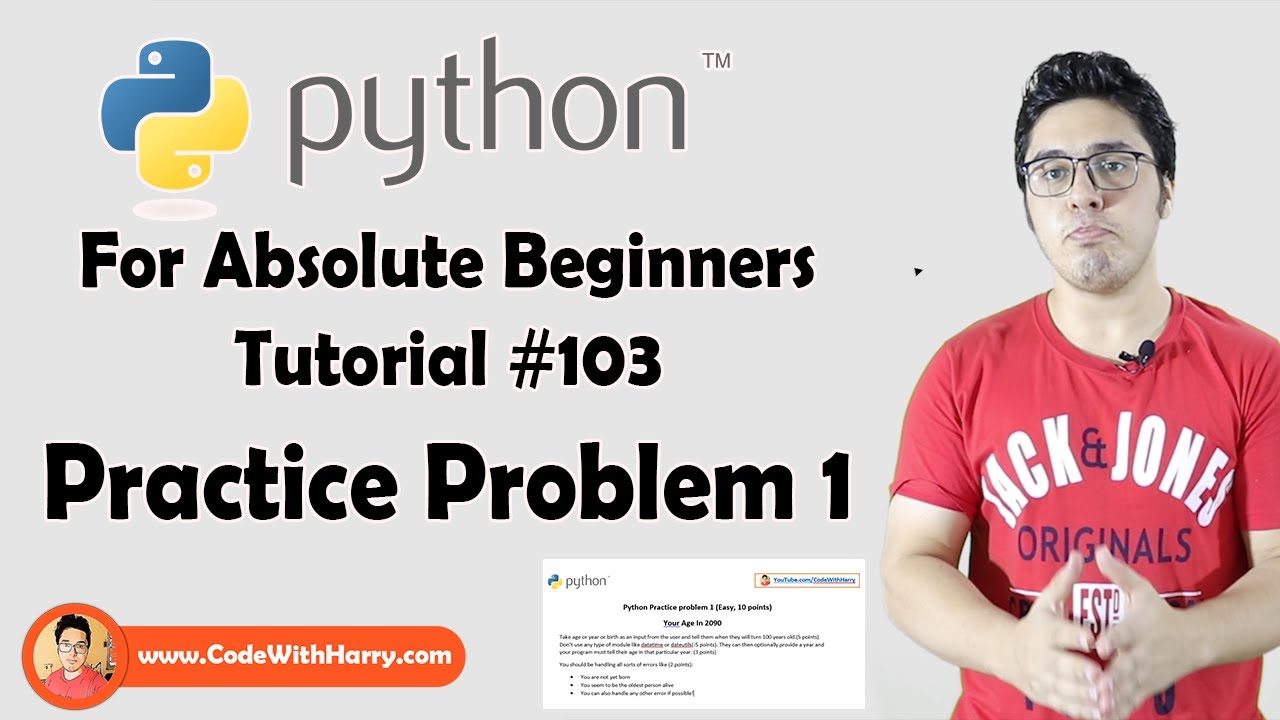 python™
For Absolute Beginners
Tutorial #103
Practice Problem 1
JACK & JONES
ORIGINALS
ESTD
www.CodeWithHarry.com
python
YouTube.com/CodeWithHarry
Python Practice problem 1 (Easy, 10 points)
Your Age In 2090
Take age or year or birth as an input from the user and tell them when they will turn 100 years old.(5 points)
Don't use any type of module like datetime or dateutils(-5 points). They can then optionally provide a year and
your program must tell their age in that particular year. (3 points)
You should be handling all sorts of errors like (2 points):
• You are not yet born
• You seem to be the oldest person alive
• You can also handle any other error if possible!